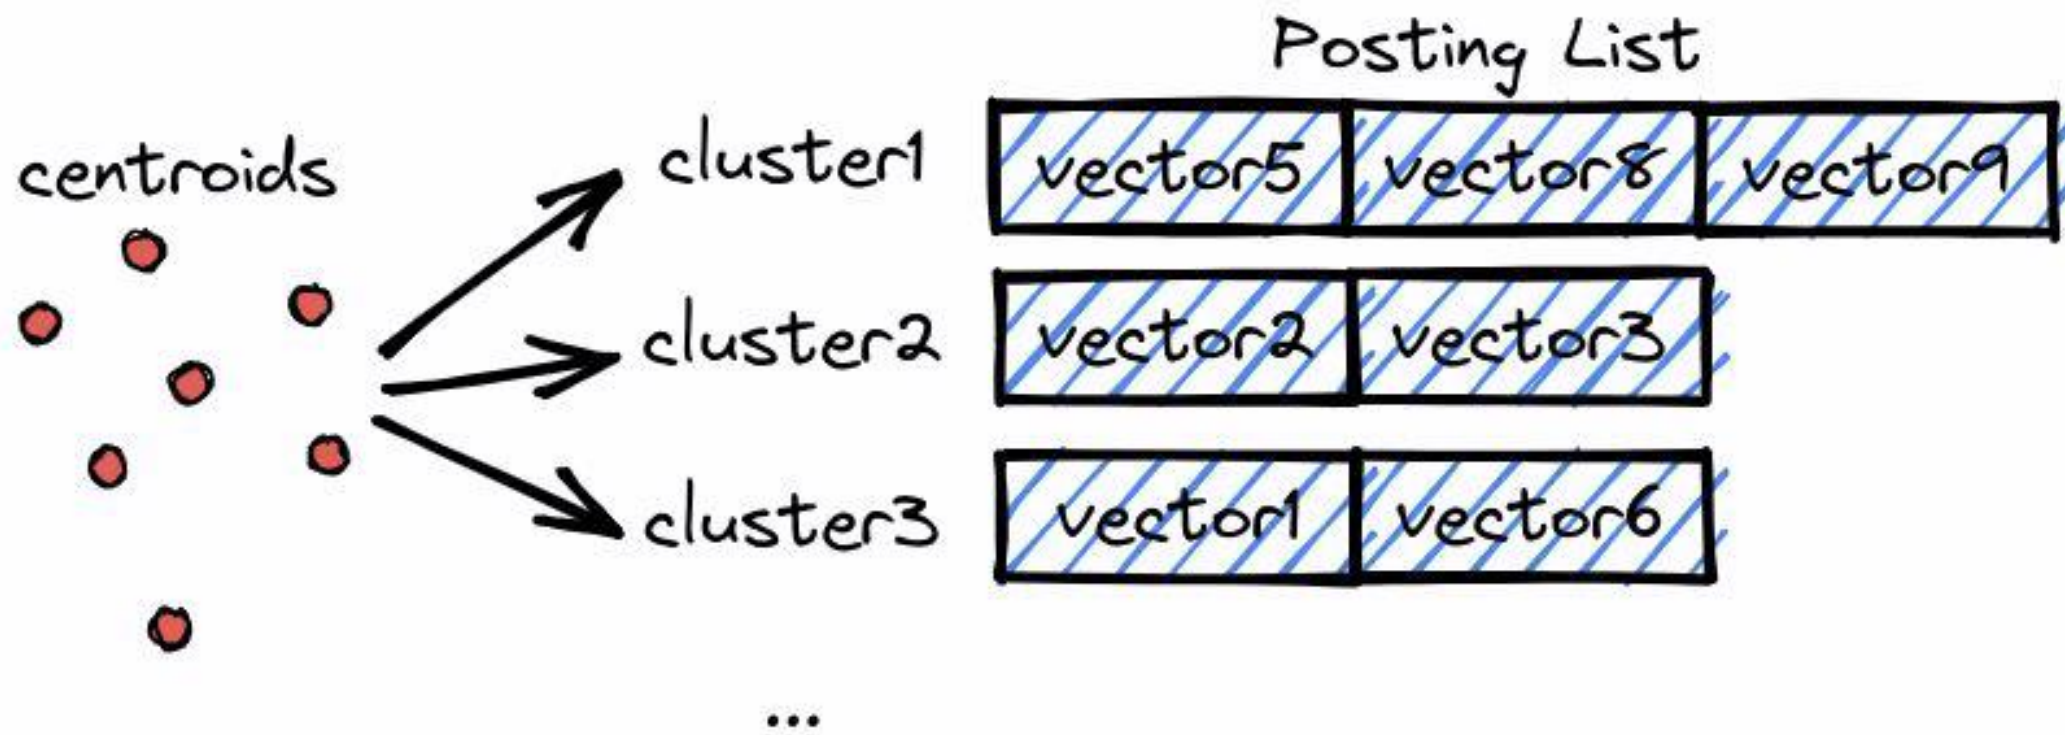 Posting List
centroids
cluster1 vector5 vector8 vector9
cluster2 vector2 vector3
cluster3 vector1 vector6
...